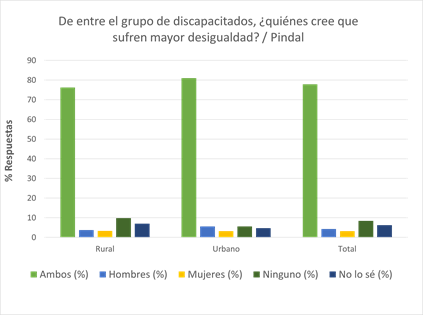 De entre el grupo de discapacitados, ¿quiénes cree que
sufren mayor desigualdad? / Pindal
% Respuestas
90
80
70
60
50
40
30
20
10
0
Rural Urbano Total
Ambos (%) Hombres (%) Mujeres (%) Ninguno (%) No lo sé (%)